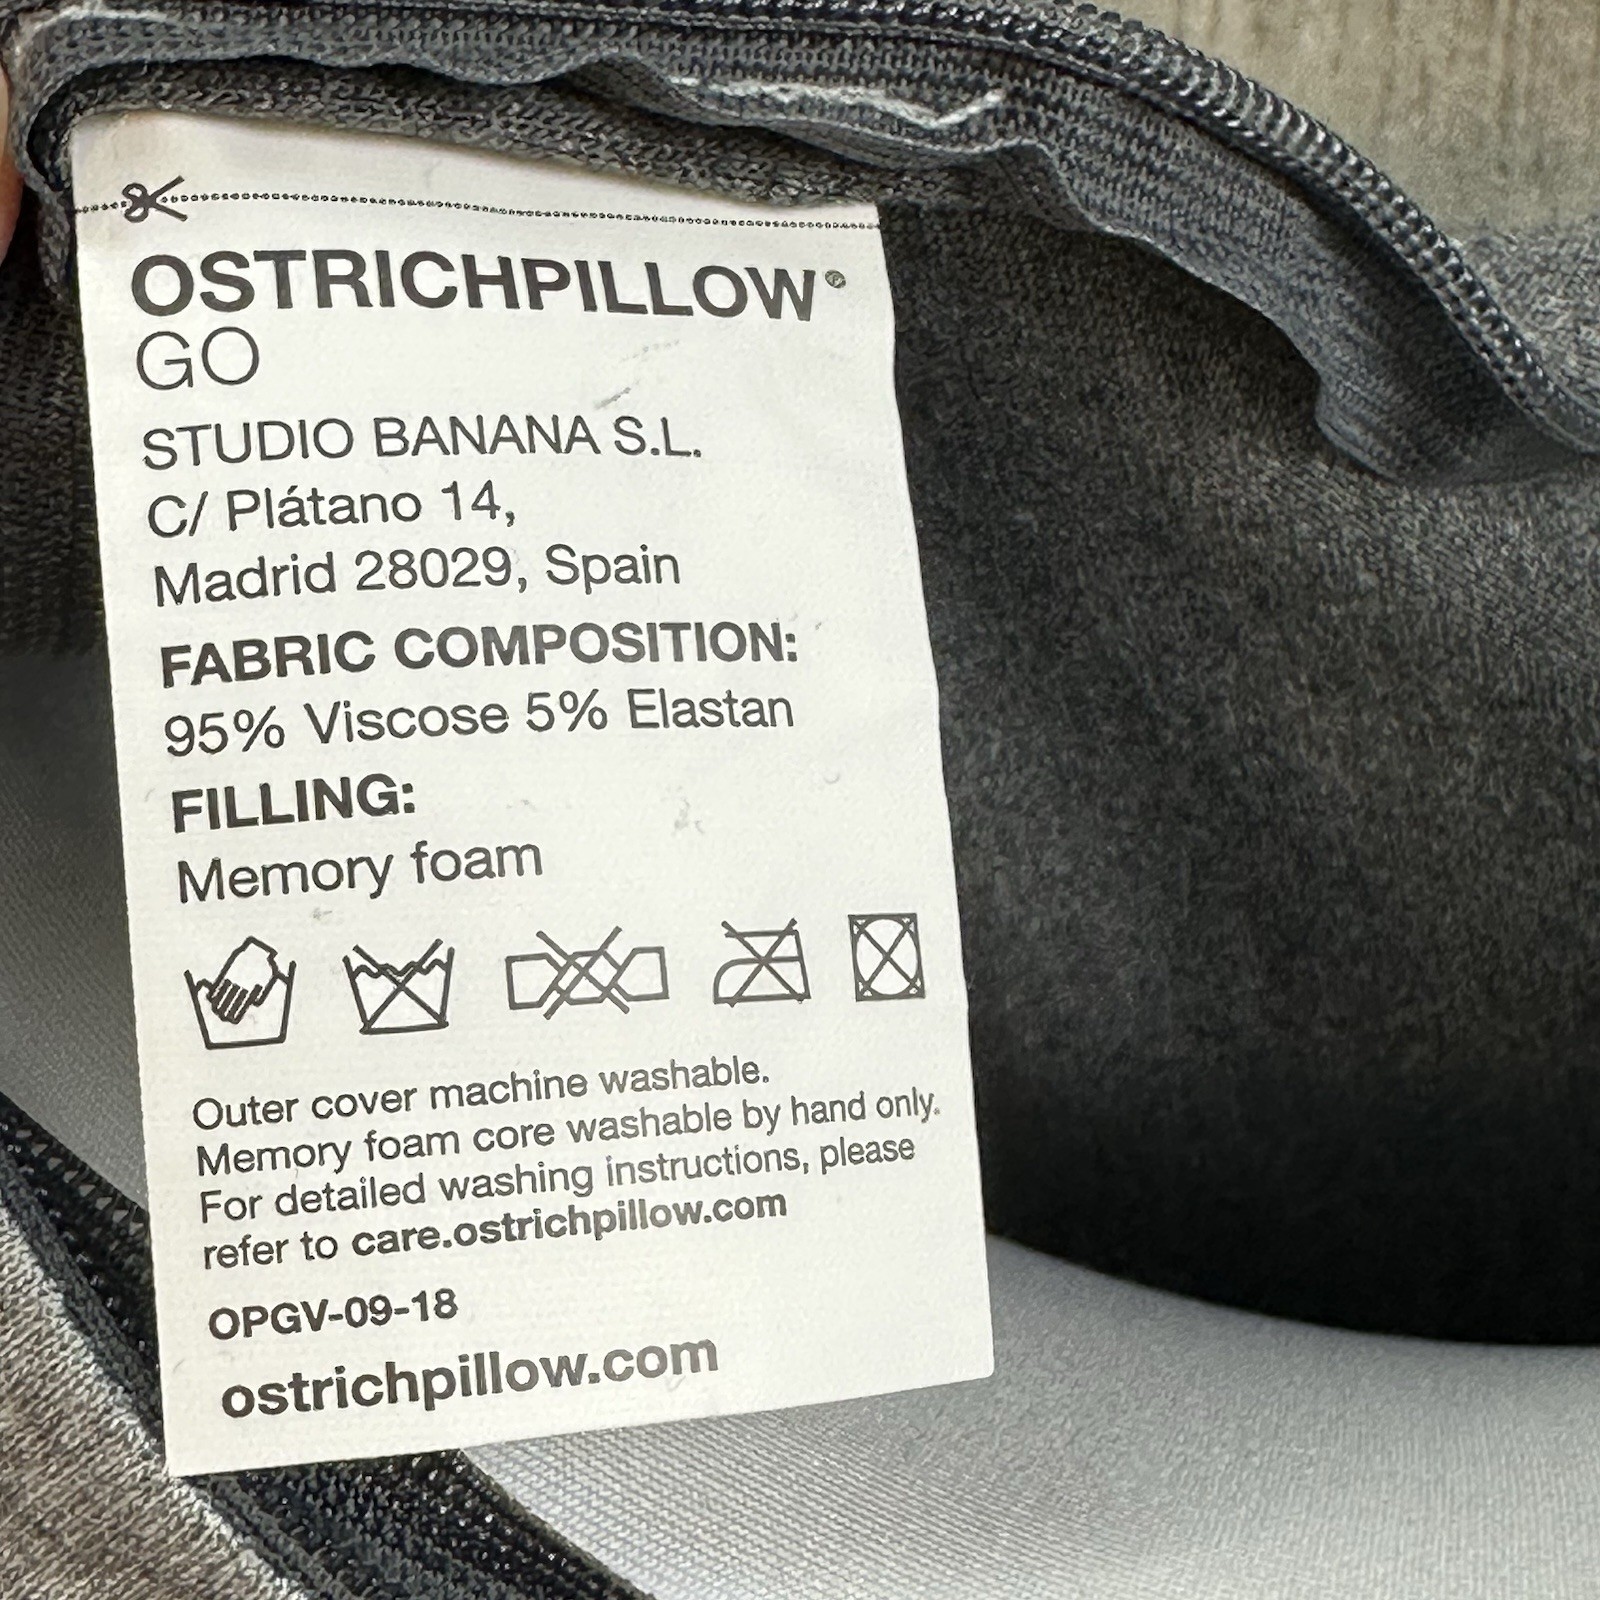 OSTRICHPILLOW®
GO
STUDIO BANANA S.L.
C/ Plátano 14,
Madrid 28029, Spain
FABRIC COMPOSITION:
95% Viscose 5% Elastan
FILLING:
Memory foam
Outer cover machine washable.
Memory foam core washable by hand only.
For detailed washing instructions, please
refer to care.ostrichpillow.com
OPGV-09-18
ostrichpillow.com